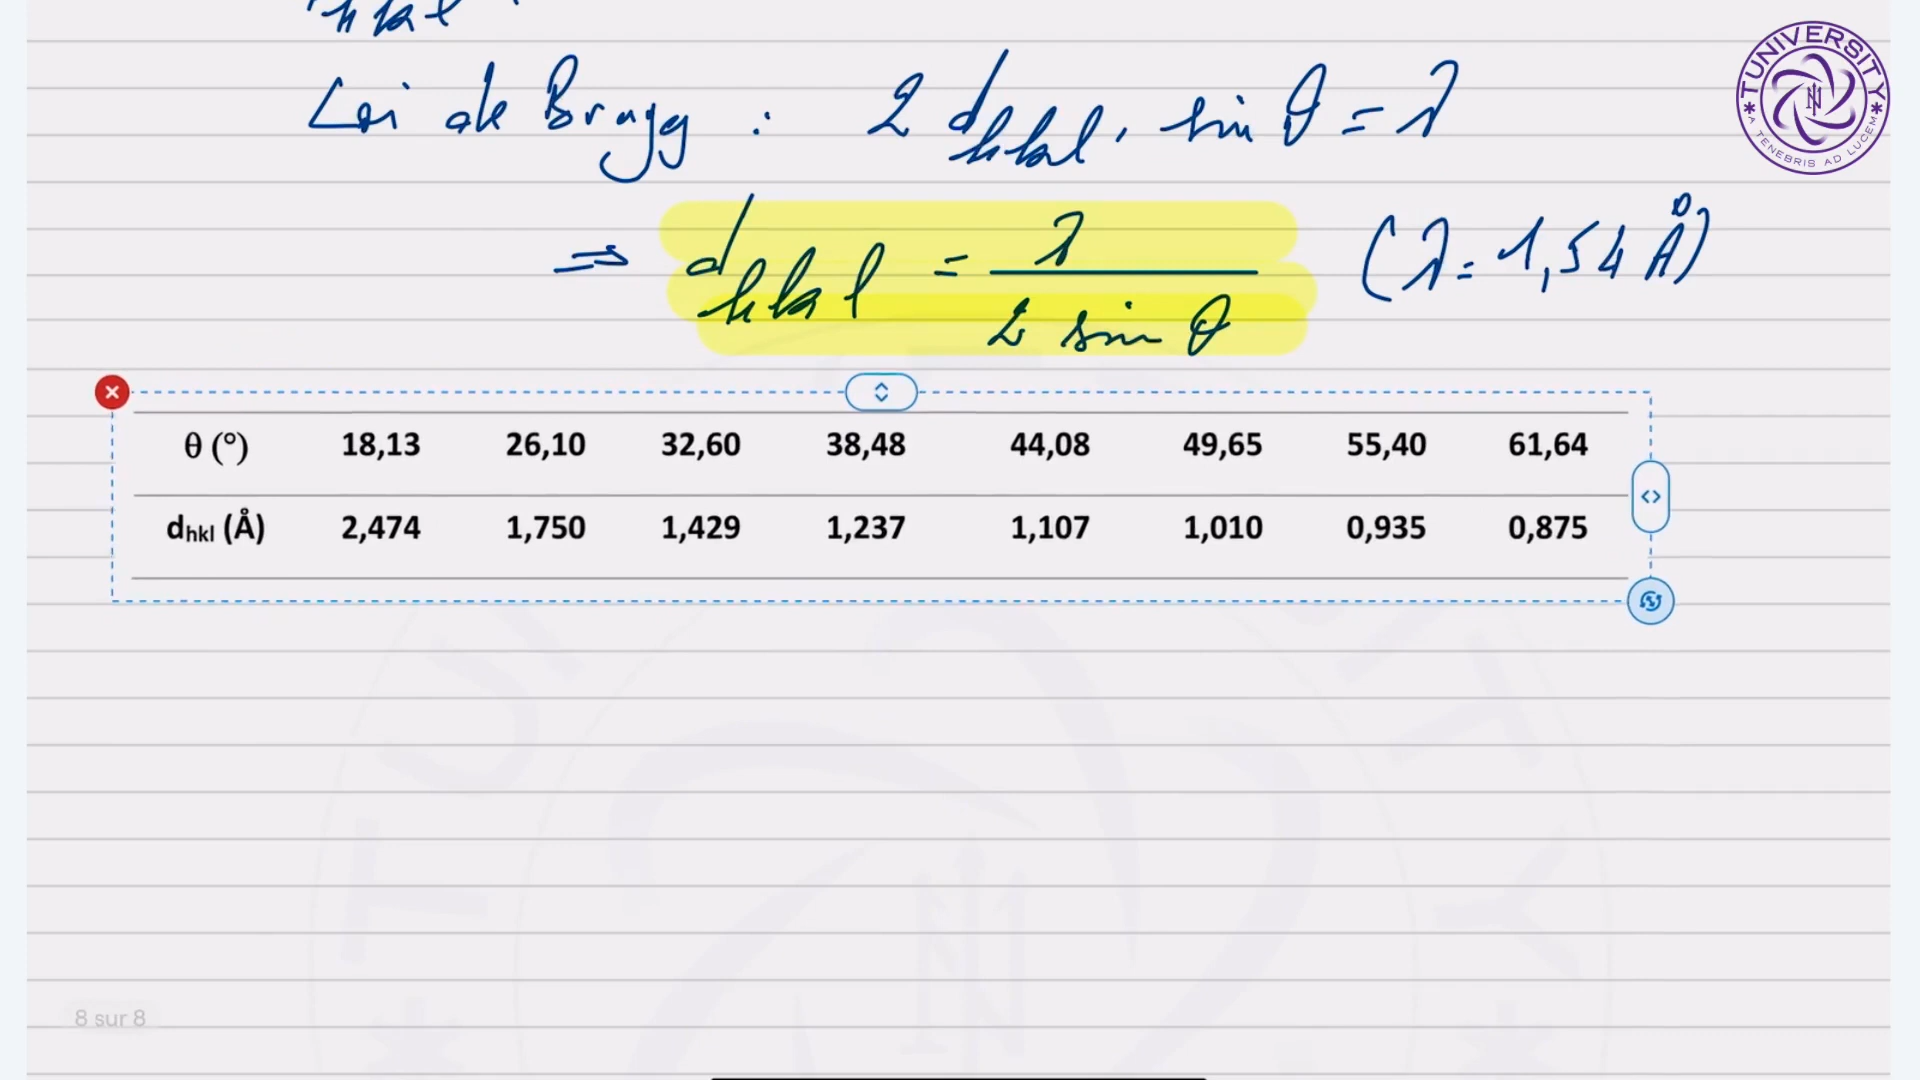 hkl
Loi de Bragg : 2 dhkl . sin θ = λ
⇒ dhkl = λ / 2 sin θ (λ = 1,54 Å)
θ (°) 18,13 26,10 32,60 38,48 44,08 49,65 55,40 61,64
dhkl (Å) 2,474 1,750 1,429 1,237 1,107 1,010 0,935 0,875
8 sur 8
TUNIVERSITY
* A TENEBRIS AD LUCEM *